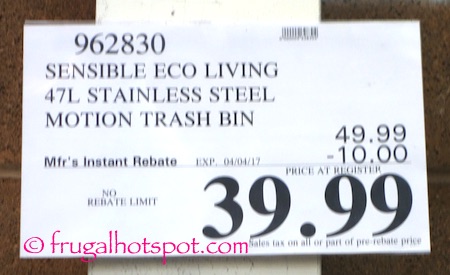 962830
SENSIBLE ECO LIVING
47L STAINLESS STEEL
MOTION TRASH BIN
49.99
Mfr's Instant Rebate EXP. 04/04/17 -10.00
PRICE AT REGISTER
NO
REBATE LIMIT
39.99
Sales tax on all or part of pre-rebate price
© frugalhotspot.com